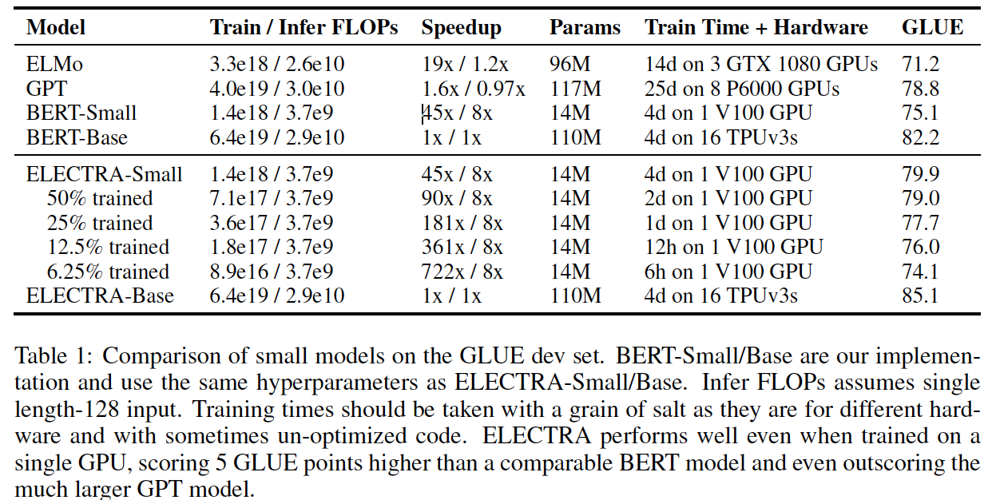 Model Train / Infer FLOPs Speedup Params Train Time + Hardware GLUE
ELMo 3.3e18 / 2.6e10 19x / 1.2x 96M 14d on 3 GTX 1080 GPUs 71.2
GPT 4.0e19 / 3.0e10 1.6x / 0.97x 117M 25d on 8 P6000 GPUs 78.8
BERT-Small 1.4e18 / 3.7e9 45x / 8x 14M 4d on 1 V100 GPU 75.1
BERT-Base 6.4e19 / 2.9e10 1x / 1x 110M 4d on 16 TPUv3s 82.2
ELECTRA-Small 1.4e18 / 3.7e9 45x / 8x 14M 4d on 1 V100 GPU 79.9
50% trained 7.1e17 / 3.7e9 90x / 8x 14M 2d on 1 V100 GPU 79.0
25% trained 3.6e17 / 3.7e9 181x / 8x 14M 1d on 1 V100 GPU 77.7
12.5% trained 1.8e17 / 3.7e9 361x / 8x 14M 12h on 1 V100 GPU 76.0
6.25% trained 8.9e16 / 3.7e9 722x / 8x 14M 6h on 1 V100 GPU 74.1
ELECTRA-Base 6.4e19 / 2.9e10 1x / 1x 110M 4d on 16 TPUv3s 85.1
Table 1: Comparison of small models on the GLUE dev set. BERT-Small/Base are our implemen-
tation and use the same hyperparameters as ELECTRA-Small/Base. Infer FLOPs assumes single
length-128 input. Training times should be taken with a grain of salt as they are for different hard-
ware and with sometimes un-optimized code. ELECTRA performs well even when trained on a
single GPU, scoring 5 GLUE points higher than a comparable BERT model and even outscoring the
much larger GPT model.